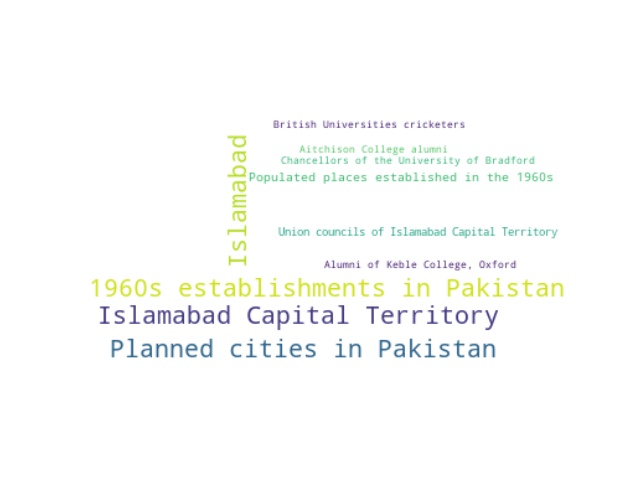 British Universities cricketers
Aitchison College alumni
Chancellors of the University of Bradford
Populated places established in the 1960s
Islamabad
Union councils of Islamabad Capital Territory
Alumni of Keble College, Oxford
1960s establishments in Pakistan
Islamabad Capital Territory
Planned cities in Pakistan